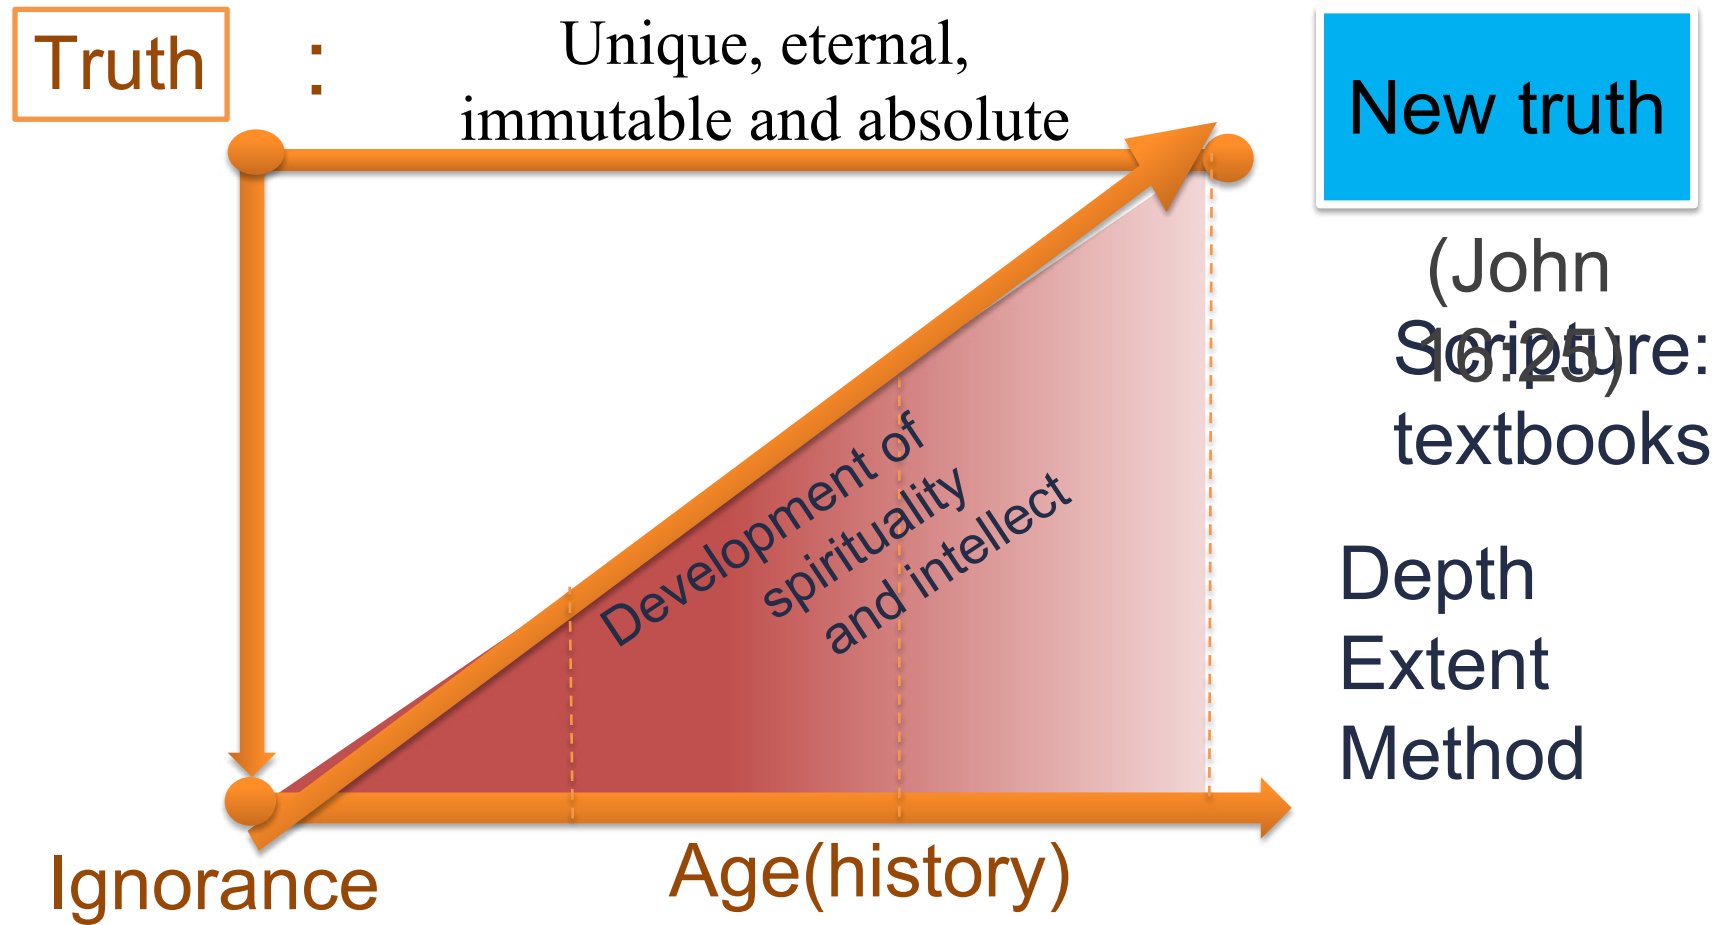 Truth :
Unique, eternal,
immutable and absolute
New truth
(John
16:25)
Scripture:
textbooks
Development of
spirituality
and intellect
Depth
Extent
Method
Ignorance
Age(history)